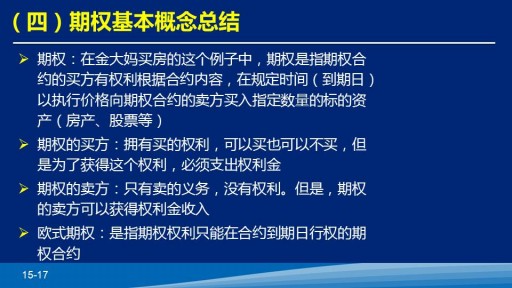 （四）期权基本概念总结
期权：在金大妈买房的这个例子中，期权是指期权合
约的买方有权利根据合约内容，在规定时间（到期日）
以执行价格向期权合约的卖方买入指定数量的标的资
产（房产、股票等）
期权的买方：拥有买的权利，可以买也可以不买，但
是为了获得这个权利，必须支出权利金
期权的卖方：只有卖的义务，没有权利。但是，期权
的卖方可以获得权利金收入
欧式期权：是指期权权利只能在合约到期日行权的期
权合约
15-17